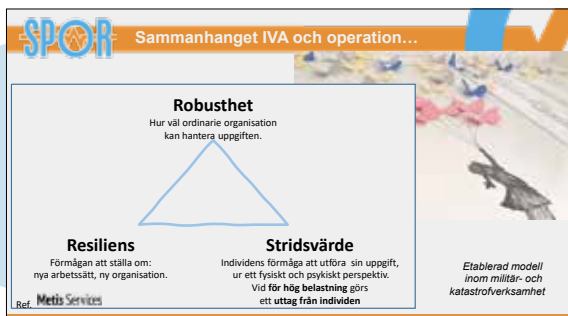 SPOR
Sammanhanget IVA och operation…
Robusthet
Hur väl ordinarie organisation
kan hantera uppgiften.
Resiliens
Förmågan att ställa om:
nya arbetssätt, ny organisation.
Stridsvärde
Individens förmåga att utföra sin uppgift,
ur ett fysiskt och psykiskt perspektiv.
Vid för hög belastning görs
ett uttag från individen
Etablerad modell
inom militär- och
katastrofverksamhet
Ref. Metis Services